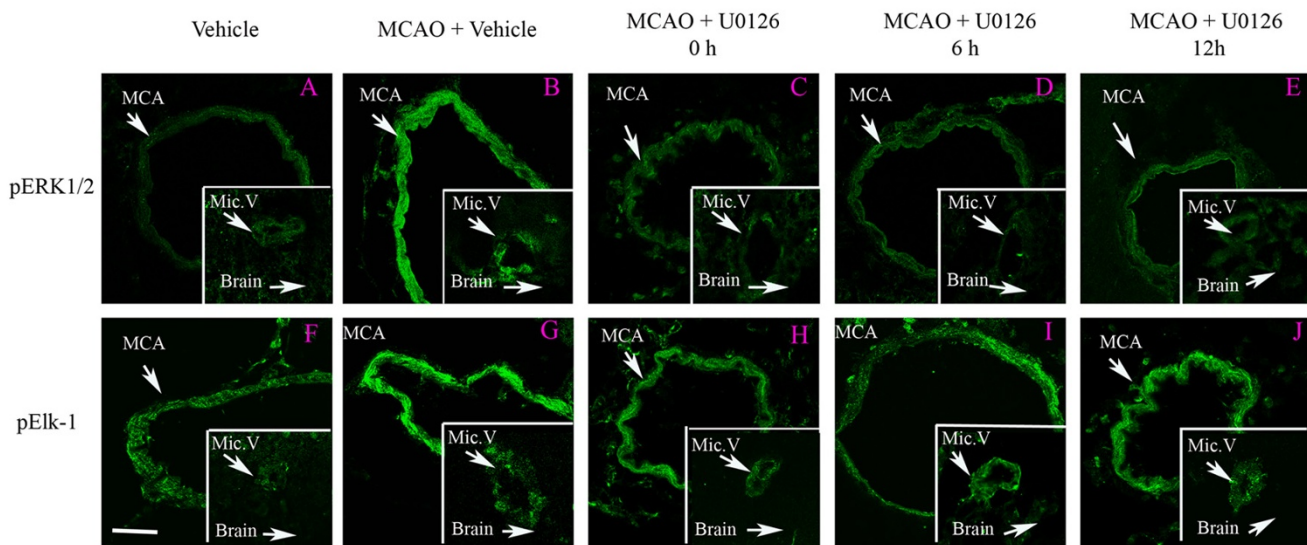 Vehicle
MCAO + Vehicle
MCAO + U0126
0 h
MCAO + U0126
6 h
MCAO + U0126
12h
pERK1/2
A
MCA
Mic.V
Brain
B
MCA
Mic.V
Brain
C
MCA
Mic.V
Brain
D
MCA
Mic.V
Brain
E
MCA
Mic.V
Brain
pElk-1
F
MCA
Mic.V
Brain
G
MCA
Mic.V
Brain
H
MCA
Mic.V
Brain
I
MCA
Mic.V
Brain
J
MCA
Mic.V
Brain